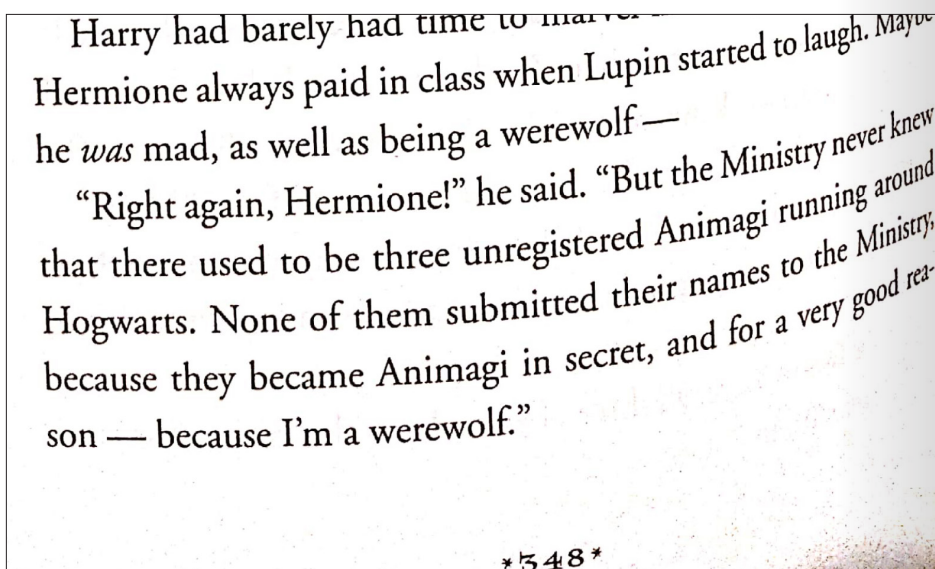 Harry had barely had time to
Hermione always paid in class when Lupin started to laugh. Maybe
he was mad, as well as being a werewolf —
“Right again, Hermione!” he said. “But the Ministry never knew
that there used to be three unregistered Animagi running around
Hogwarts. None of them submitted their names to the Ministry,
because they became Animagi in secret, and for a very good rea-
son — because I’m a werewolf.”
*348*